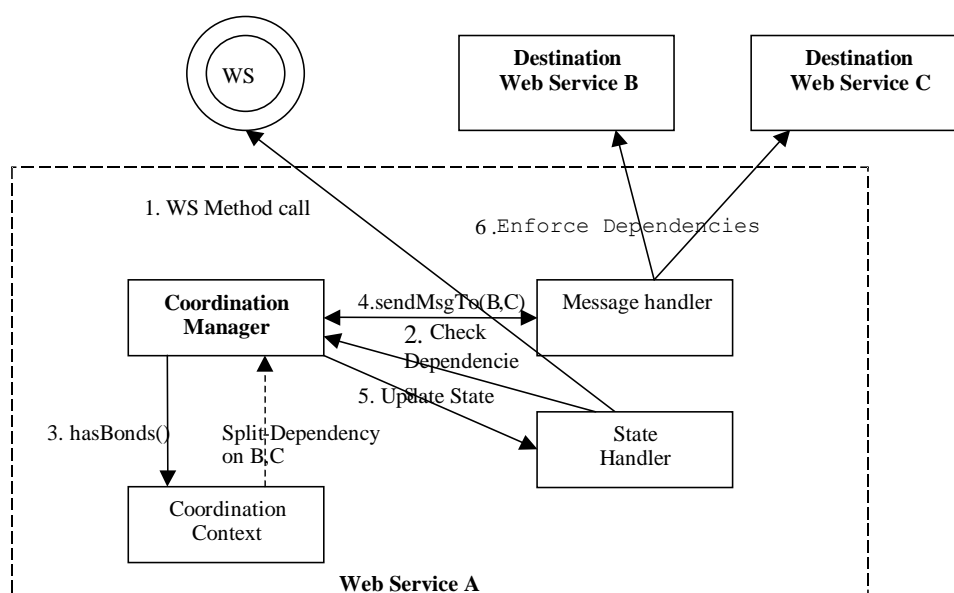 WS
Destination
Web Service B
Destination
Web Service C
1. WS Method call
6 .Enforce Dependencies
Coordination
Manager
4.sendMsgTo(B,C)
Message handler
2. Check
Dependencie
s
5. Update State
3. hasBonds()
Split-Dependency
on B,C
State
Handler
Coordination
Context
Web Service A